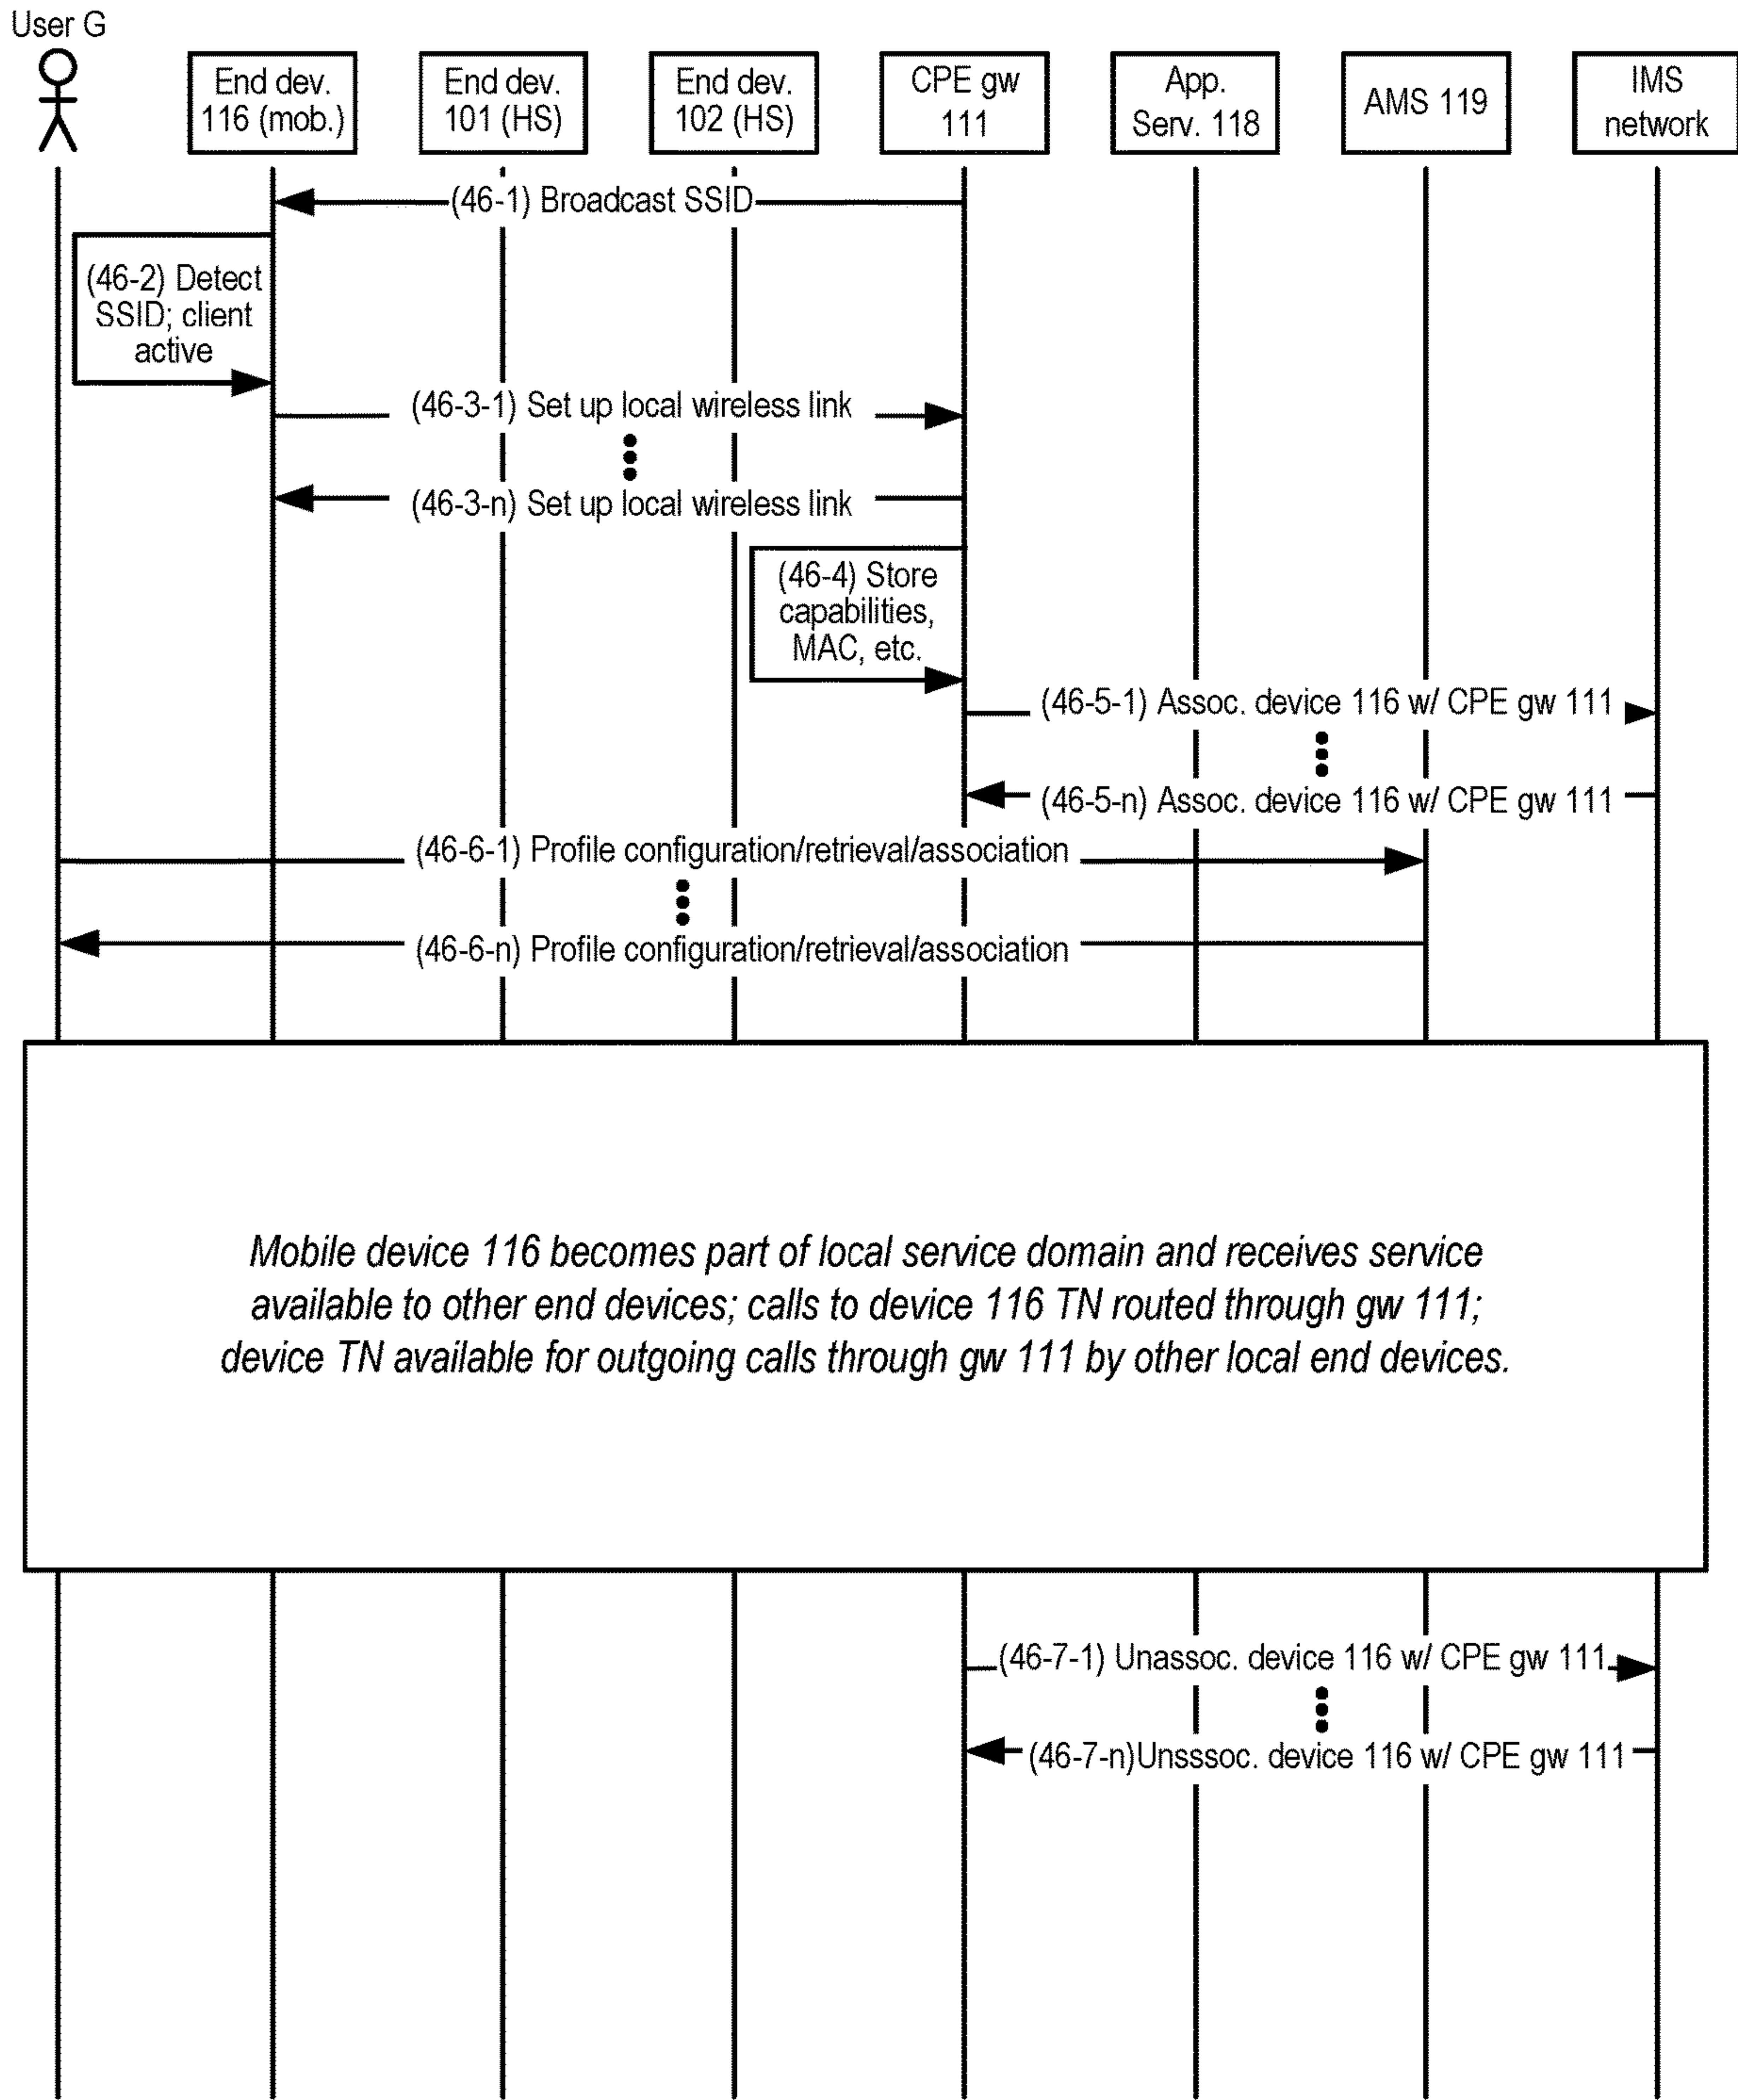 User G
End dev.
116 (mob.)
End dev.
101 (HS)
End dev.
102 (HS)
CPE gw
111
App.
Serv. 118
AMS 119
IMS
network
(46-1) Broadcast SSID
(46-2) Detect
SSID; client
active
(46-3-1) Set up local wireless link
(46-3-n) Set up local wireless link
(46-4) Store
capabilities,
MAC, etc.
(46-5-1) Assoc. device 116 w/ CPE gw 111
(46-5-n) Assoc. device 116 w/ CPE gw 111
(46-6-1) Profile configuration/retrieval/association
(46-6-n) Profile configuration/retrieval/association
Mobile device 116 becomes part of local service domain and receives service
available to other end devices; calls to device 116 TN routed through gw 111;
device TN available for outgoing calls through gw 111 by other local end devices.
(46-7-1) Unassoc. device 116 w/ CPE gw 111
(46-7-n)Unsssoc. device 116 w/ CPE gw 111